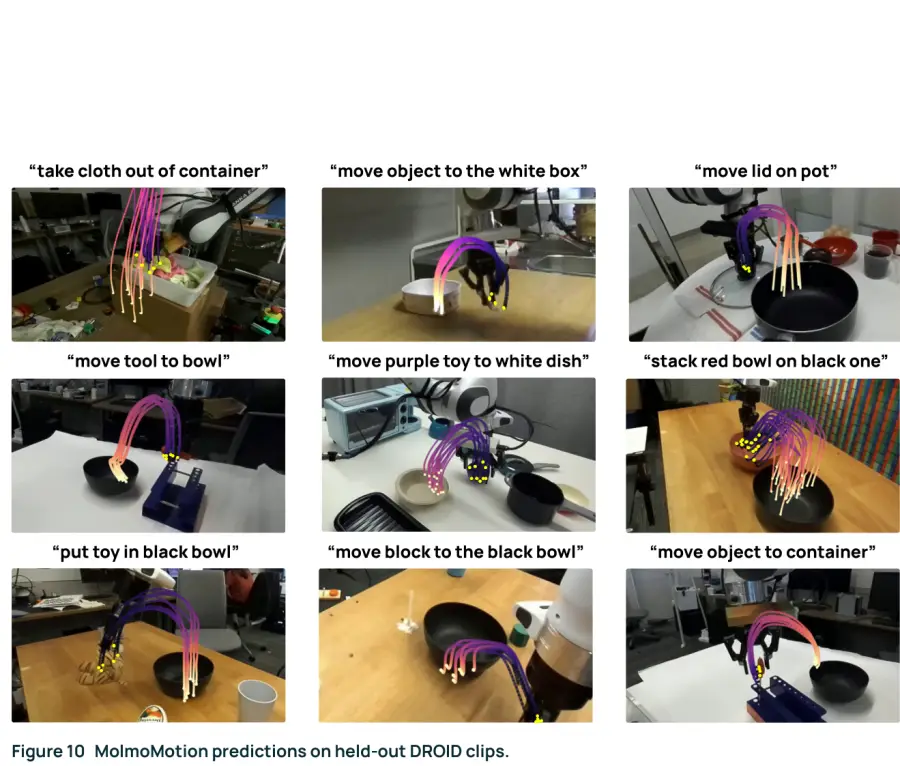 “take cloth out of container”
“move object to the white box”
“move lid on pot”
“move tool to bowl”
“move purple toy to white dish”
“stack red bowl on black one”
“put toy in black bowl”
“move block to the black bowl”
“move object to container”
Figure 10 MolmoMotion predictions on held-out DROID clips.